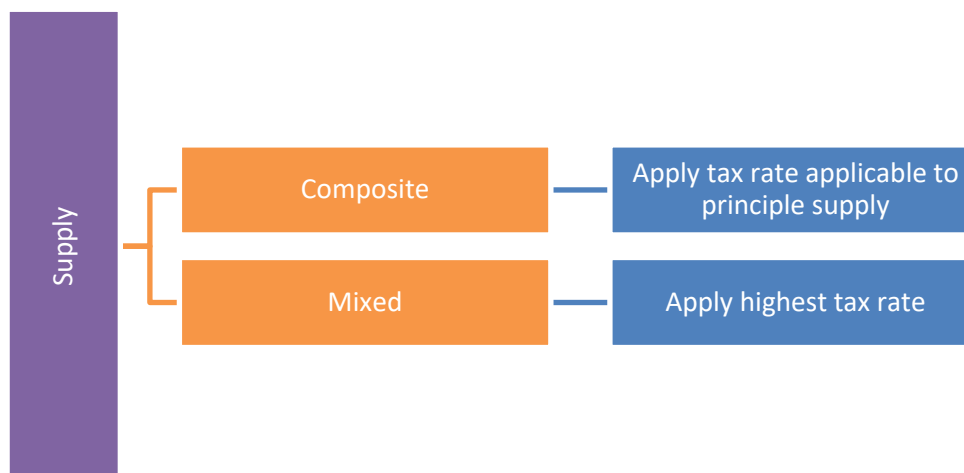 Supply
Composite
Apply tax rate applicable to
principle supply
Mixed
Apply highest tax rate